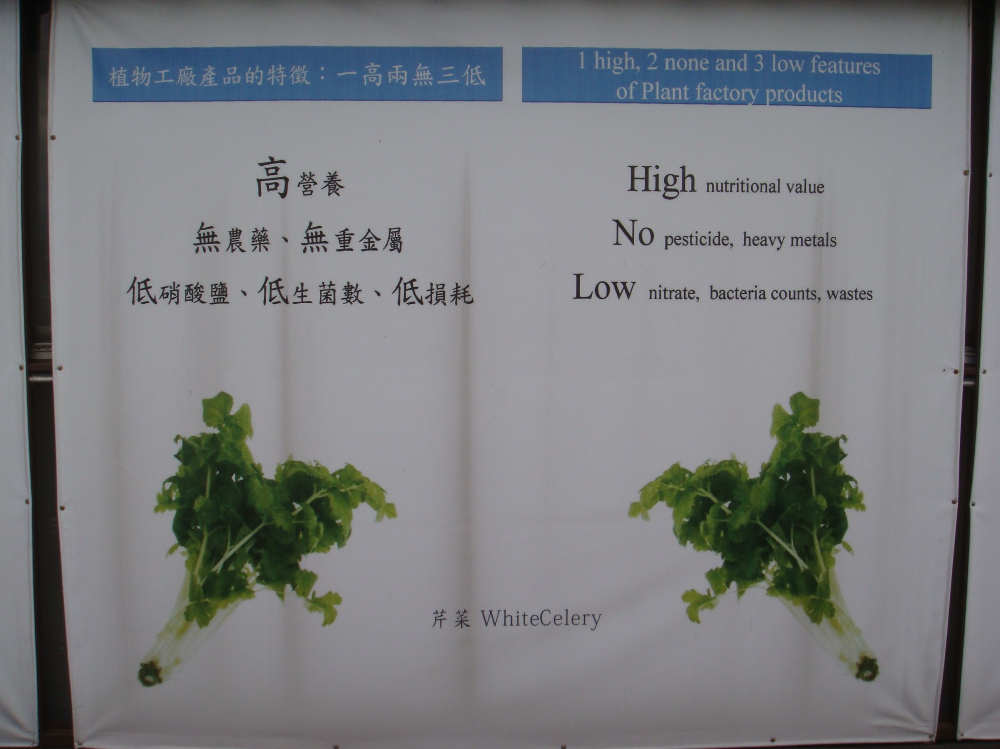 植物工廠產品的特徵：一高兩無三低
高營養
無農藥、無重金屬
低硝酸鹽、低生菌數、低損耗
1 high, 2 none and 3 low features
of Plant factory products
High nutritional value
No pesticide, heavy metals
Low nitrate, bacteria counts, wastes
芹菜 WhiteCelery